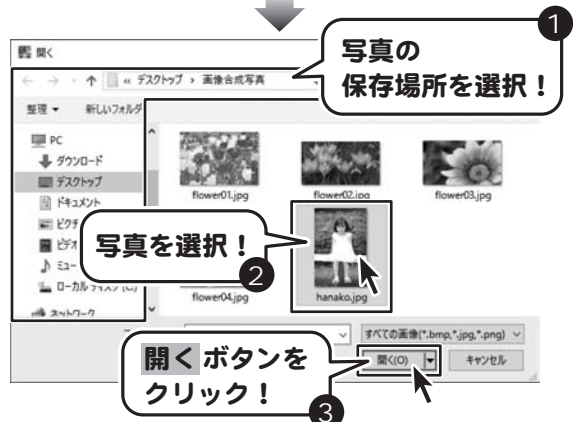 1
写真の
保存場所を選択！
開く
« デスクトップ › 画像合成写真
整理 新しいフォルダ
PC
ダウンロード
デスクトップ
ドキュメント
ピクチ
ビデオ
ミュー
ローカル ディスク (C:)
ネットワーク
flower01.jpg
flower02.jpg
flower03.jpg
写真を選択！
2
flower04.jpg
hanako.jpg
すべての画像(*.bmp,*.jpg,*.png)
開く(O)
キャンセル
開く ボタンを
クリック！
3